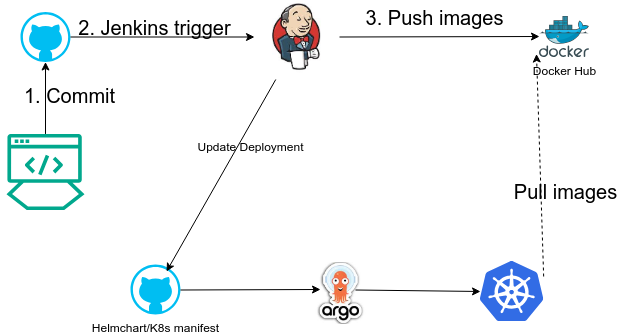 2. Jenkins trigger
3. Push images
docker
Docker Hub
1. Commit
</>
Update Deployment
Pull images
argo
Helmchart/K8s manifest